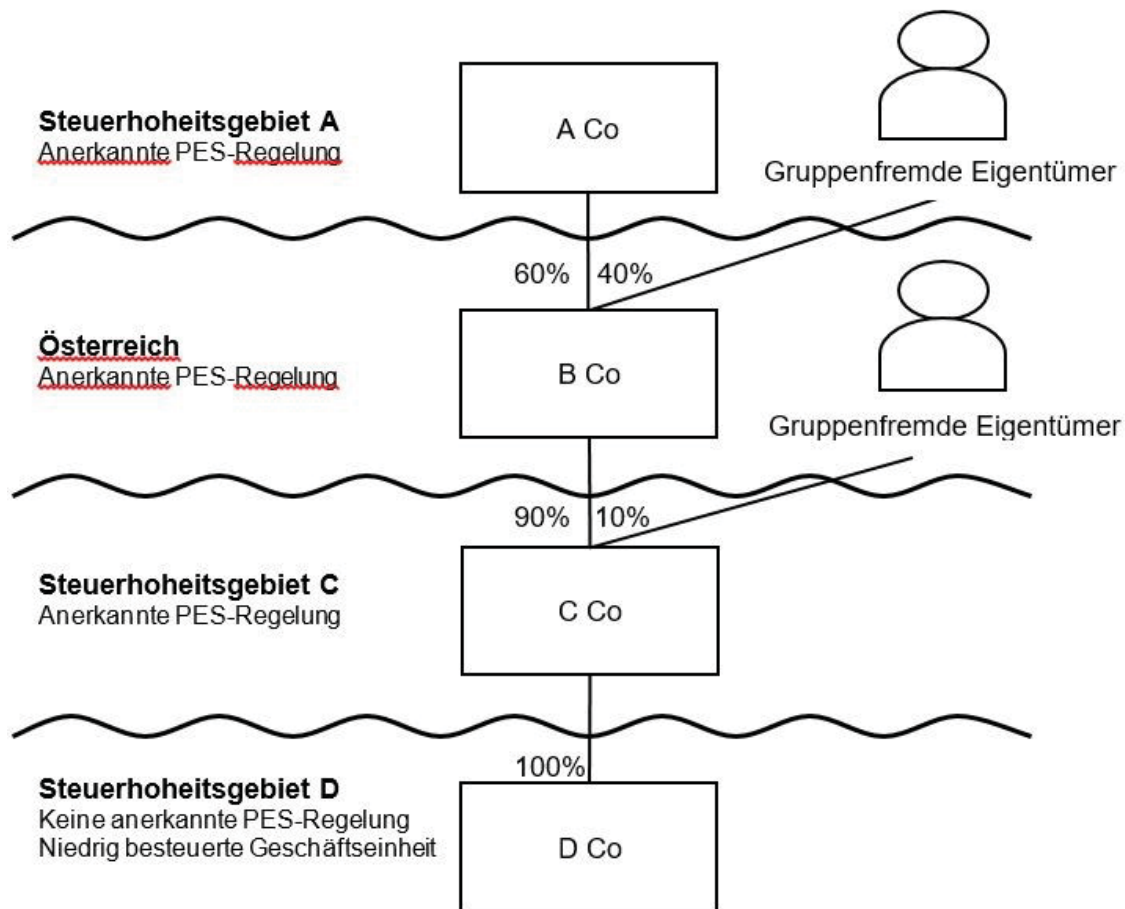 Steuerhoheitsgebiet A
Anerkannte PES-Regelung
A Co
Gruppenfremde Eigentümer
60%
40%
Österreich
Anerkannte PES-Regelung
B Co
Gruppenfremde Eigentümer
90%
10%
Steuerhoheitsgebiet C
Anerkannte PES-Regelung
C Co
100%
Steuerhoheitsgebiet D
Keine anerkannte PES-Regelung
Niedrig besteuerte Geschäftseinheit
D Co